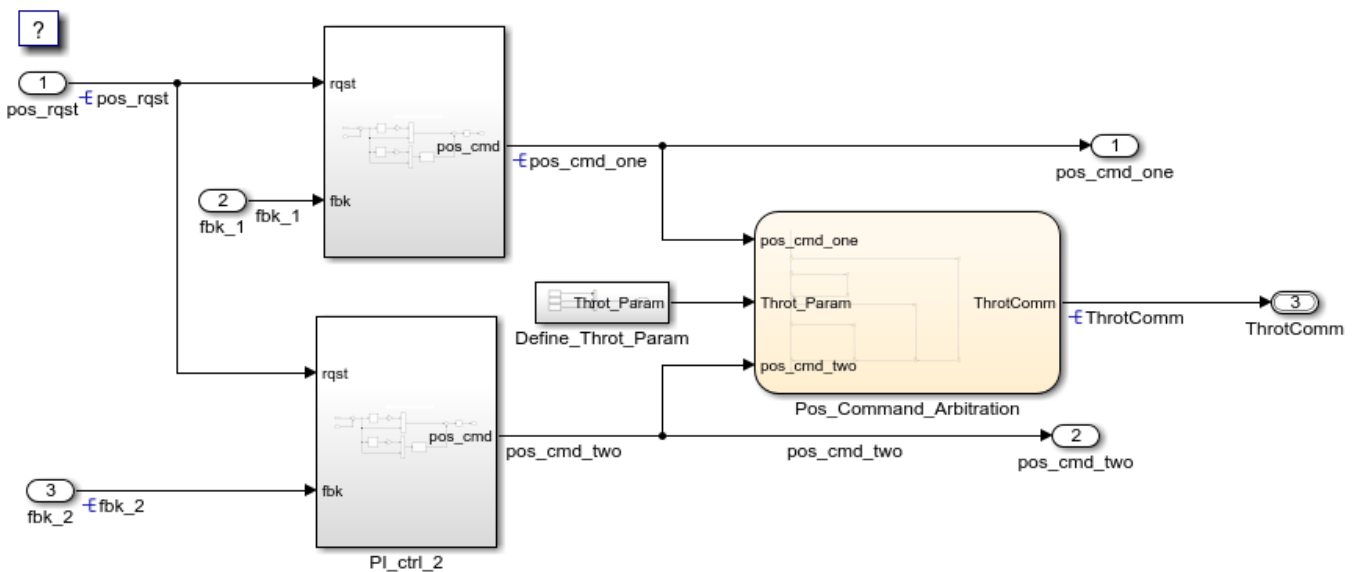 ?
1
pos_rqst
pos_rqst
rqst
pos_cmd
fbk
pos_cmd_one
1
pos_cmd_one
2
fbk_1
fbk_1
pos_cmd_one
Throt_Param
Define_Throt_Param
Throt_Param
ThrotComm
pos_cmd_two
Pos_Command_Arbitration
ThrotComm
3
ThrotComm
rqst
pos_cmd
fbk
PI_ctrl_2
pos_cmd_two
pos_cmd_two
2
pos_cmd_two
3
fbk_2
fbk_2